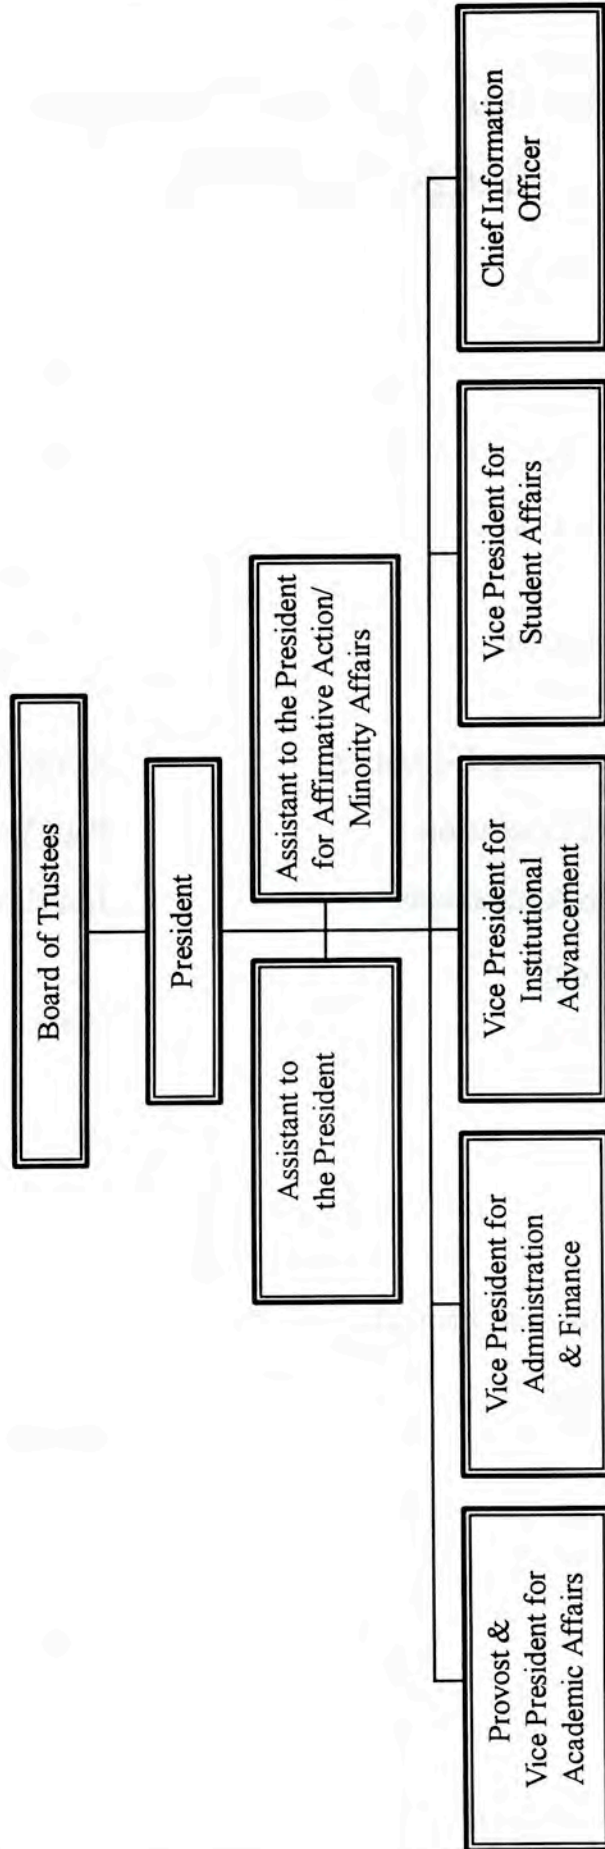 Board of Trustees
President
Assistant to
the President
Assistant to the President
for Affirmative Action/
Minority Affairs
Provost &
Vice President for
Academic Affairs
Vice President for
Administration
& Finance
Vice President for
Institutional
Advancement
Vice President for
Student Affairs
Chief Information
Officer